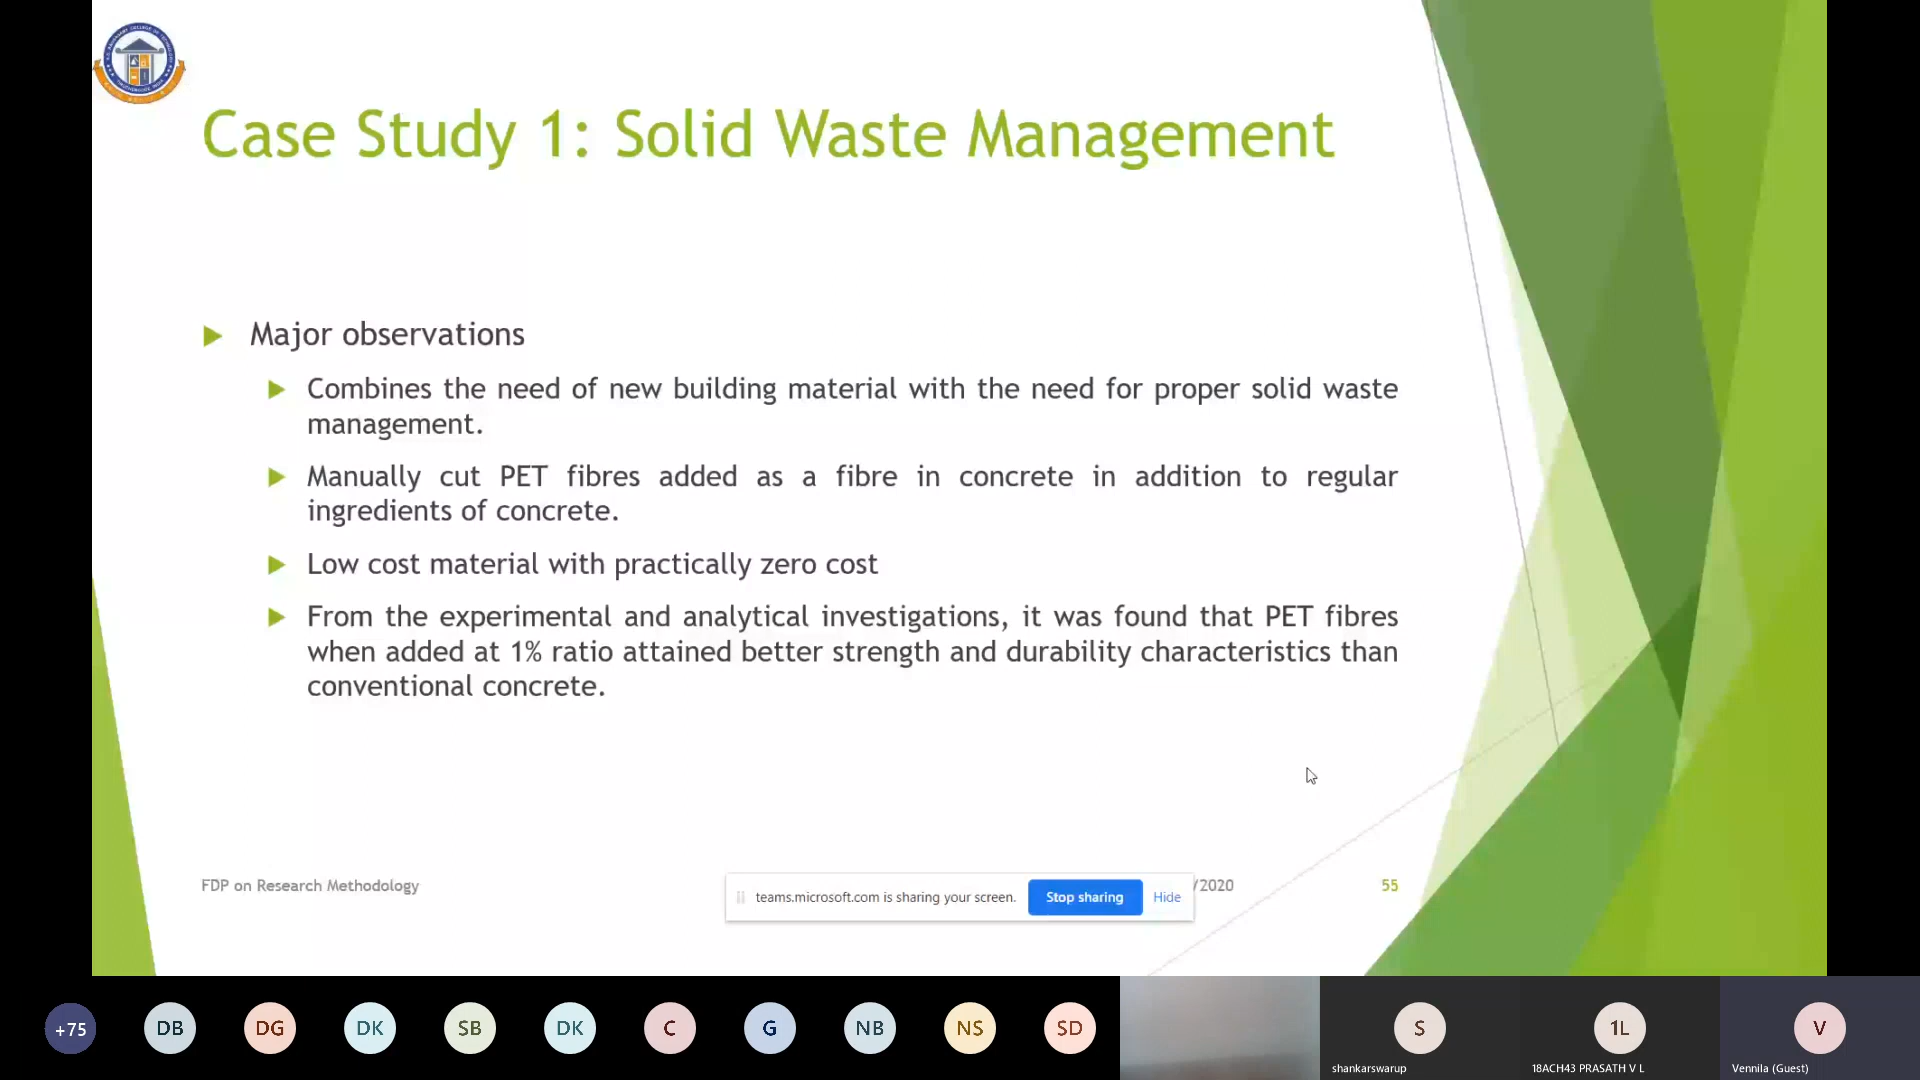 Case Study 1: Solid Waste Management
Major observations
Combines the need of new building material with the need for proper solid waste
management.
Manually cut PET fibres added as a fibre in concrete in addition to regular
ingredients of concrete.
Low cost material with practically zero cost
From the experimental and analytical investigations, it was found that PET fibres
when added at 1% ratio attained better strength and durability characteristics than
conventional concrete.
FDP on Research Methodology
teams.microsoft.com is sharing your screen.
Stop sharing
Hide
/2020
55
+75
DB
DG
DK
SB
DK
C
G
NB
NS
SD
S
shankarswarup
1L
18ACH43 PRASATH V L
V
Vennila (Guest)